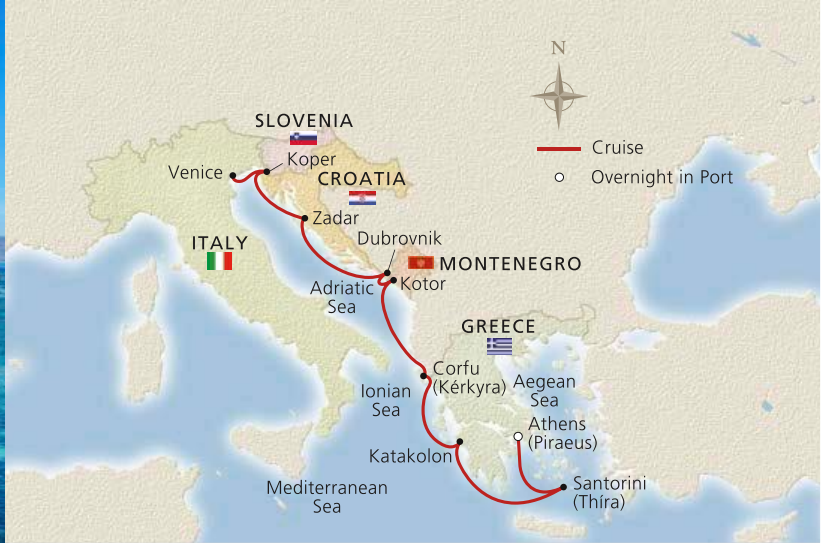 N
SLOVENIA
Cruise
Koper
Venice
CROATIA
Overnight in Port
Zadar
Dubrovnik
ITALY
MONTENEGRO
Adriatic
Sea
Kotor
GREECE
Corfu
(Kérkyra)
Ionian
Sea
Aegean
Sea
Athens
(Piraeus)
Katakolon
Mediterranean
Sea
Santorini
(Thíra)